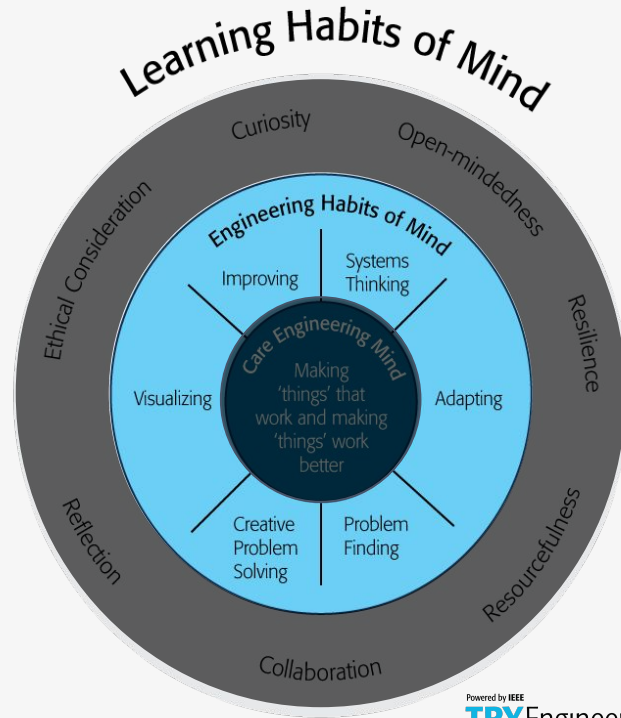 Learning Habits of Mind
Curiosity
Open-mindedness
Ethical Consideration
Resilience
Reflection
Resourcefulness
Collaboration
Engineering Habits of Mind
Improving
Systems
Thinking
Visualizing
Adapting
Creative
Problem
Solving
Problem
Finding
Care Engineering Mind
Making
'things' that
work and making
'things' work
better
Powered by IEEE
TRYEngineer